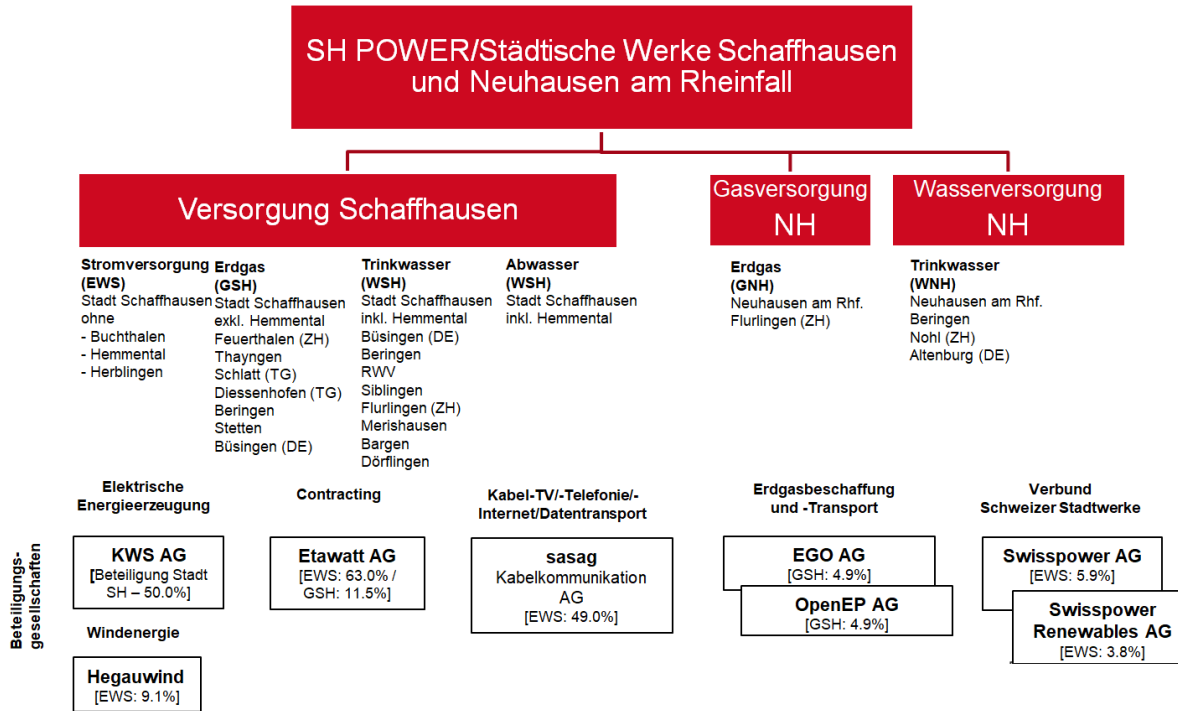 SH POWER/Städtische Werke Schaffhausen
und Neuhausen am Rheinfall
Versorgung Schaffhausen
Gasversorgung
NH
Wasserversorgung
NH
Stromversorgung
(EWS)
Stadt Schaffhausen
ohne
- Buchthalen
- Hemmental
- Herblingen
Erdgas
(GSH)
Stadt Schaffhausen
exkl. Hemmental
Feuerthalen (ZH)
Thayngen
Schlatt (TG)
Diessenhofen (TG)
Beringen
Stetten
Büsingen (DE)
Trinkwasser
(WSH)
Stadt Schaffhausen
inkl. Hemmental
Büsingen (DE)
Beringen
RWV
Siblingen
Flurlingen (ZH)
Merishausen
Bargen
Dörflingen
Abwasser
(WSH)
Stadt Schaffhausen
inkl. Hemmental
Erdgas
(GNH)
Neuhausen am Rhf.
Flurlingen (ZH)
Trinkwasser
(WNH)
Neuhausen am Rhf.
Beringen
Nohl (ZH)
Altenburg (DE)
Beteiligungs-
gesellschaften
Elektrische
Energieerzeugung
KWS AG
[Beteiligung Stadt
SH – 50.0%]
Windenergie
Hegauwind
[EWS: 9.1%]
Contracting
Etawatt AG
[EWS: 63.0% /
GSH: 11.5%]
Kabel-TV/-Telefonie/-
Internet/Datentransport
sasag
Kabelkommunikation
AG
[EWS: 49.0%]
Erdgasbeschaffung
und -Transport
EGO AG
[GSH: 4.9%]
OpenEP AG
[GSH: 4.9%]
Verbund
Schweizer Stadtwerke
Swisspower AG
[EWS: 5.9%]
Swisspower
Renewables AG
[EWS: 3.8%]